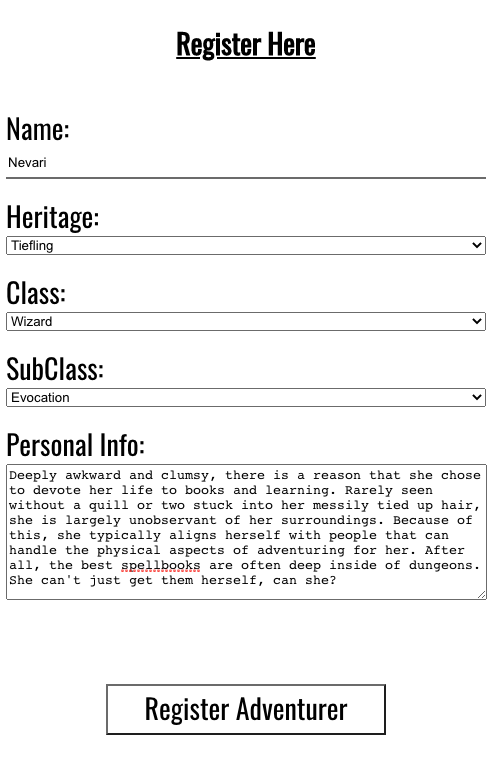 Register Here
Name:
Nevari
Heritage:
Tiefling
Class:
Wizard
SubClass:
Evocation
Personal Info:
Deeply awkward and clumsy, there is a reason that she chose
to devote her life to books and learning. Rarely seen
without a quill or two stuck into her messily tied up hair,
she is largely unobservant of her surroundings. Because of
this, she typically aligns herself with people that can
handle the physical aspects of adventuring for her. After
all, the best spellbooks are often deep inside of dungeons.
She can't just get them herself, can she?
Register Adventurer